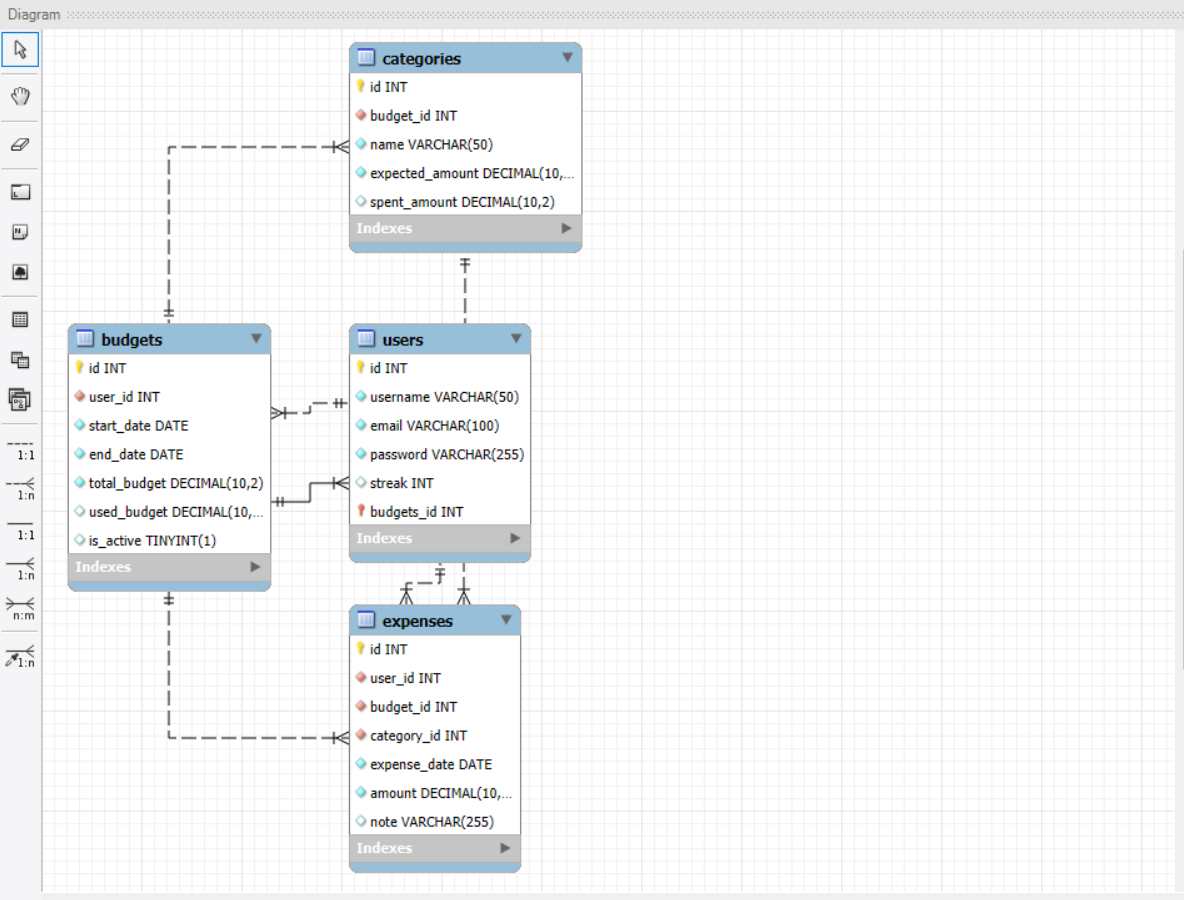 Diagram
categories
id INT
budget_id INT
name VARCHAR(50)
expected_amount DECIMAL(10,...
spent_amount DECIMAL(10,2)
Indexes
budgets
id INT
user_id INT
start_date DATE
end_date DATE
total_budget DECIMAL(10,2)
used_budget DECIMAL(10,...
is_active TINYINT(1)
Indexes
users
id INT
username VARCHAR(50)
email VARCHAR(100)
password VARCHAR(255)
streak INT
budgets_id INT
Indexes
expenses
id INT
user_id INT
budget_id INT
category_id INT
expense_date DATE
amount DECIMAL(10,...
note VARCHAR(255)
Indexes
1:1
1:n
1:1
1:n
n:m
1:n